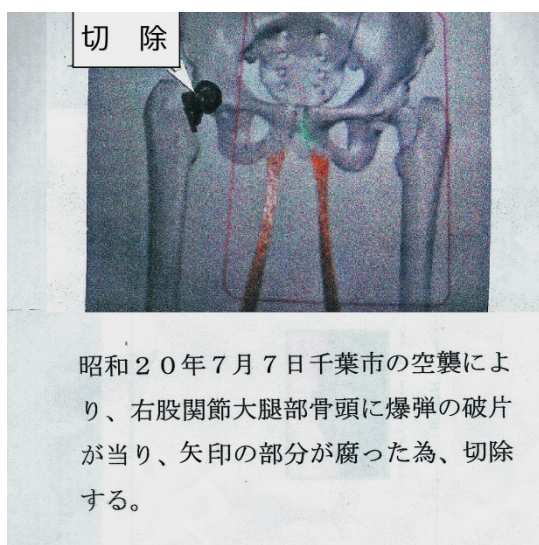 切　除
昭和２０年７月７日千葉市の空襲によ
り、右股関節大腿部骨頭に爆弾の破片
が当り、矢印の部分が腐った為、切除
する。